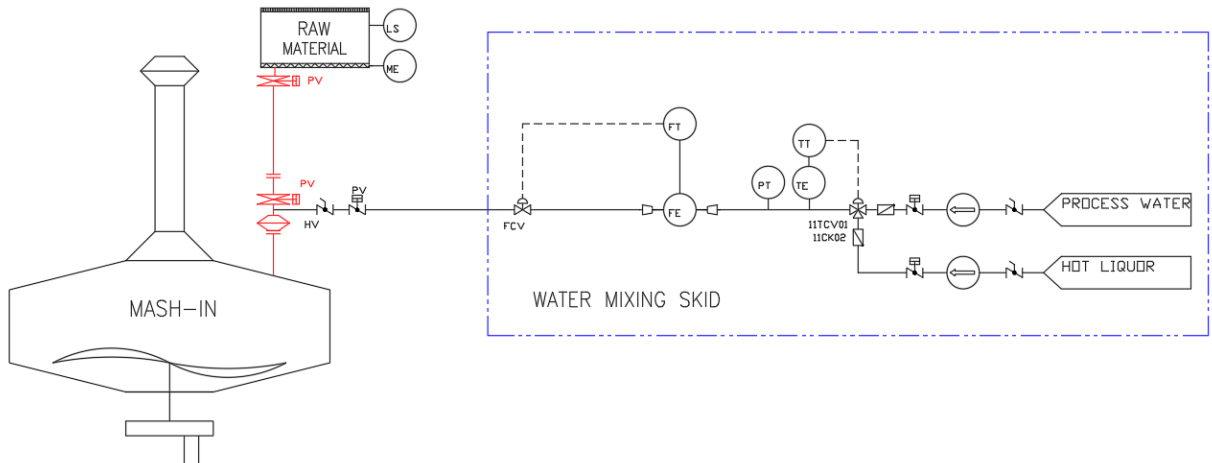 RAW
MATERIAL
LS
ME
PV
PV
PV
HV
MASH-IN
FCV
FT
FE
PT
TT
TE
11TCV01
11CK02
PROCESS WATER
HOT LIQUOR
WATER MIXING SKID